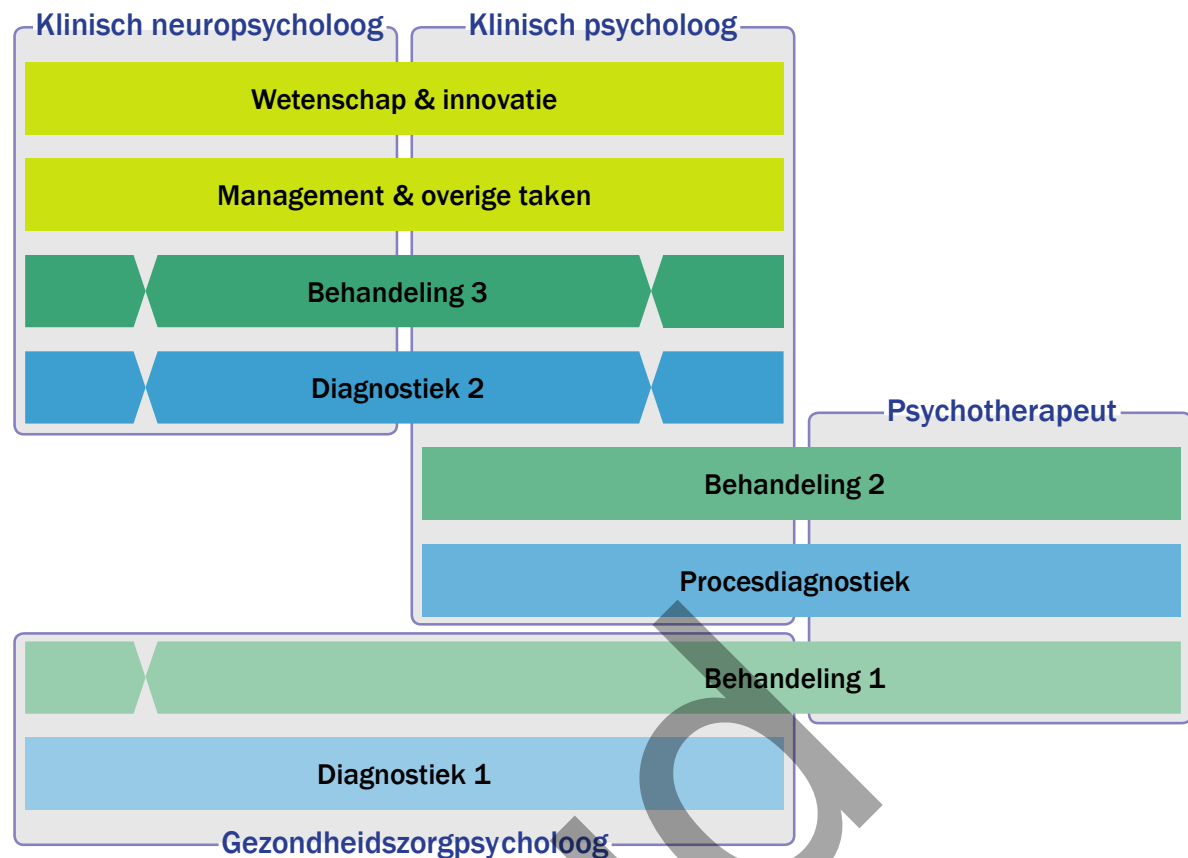 Klinisch neuropsycholoog
Klinisch psycholoog
Wetenschap & innovatie
Management & overige taken
Behandeling 3
Diagnostiek 2
Psychotherapeut
Behandeling 2
Procesdiagnostiek
Behandeling 1
Diagnostiek 1
Gezondheidszorgpsycholoog